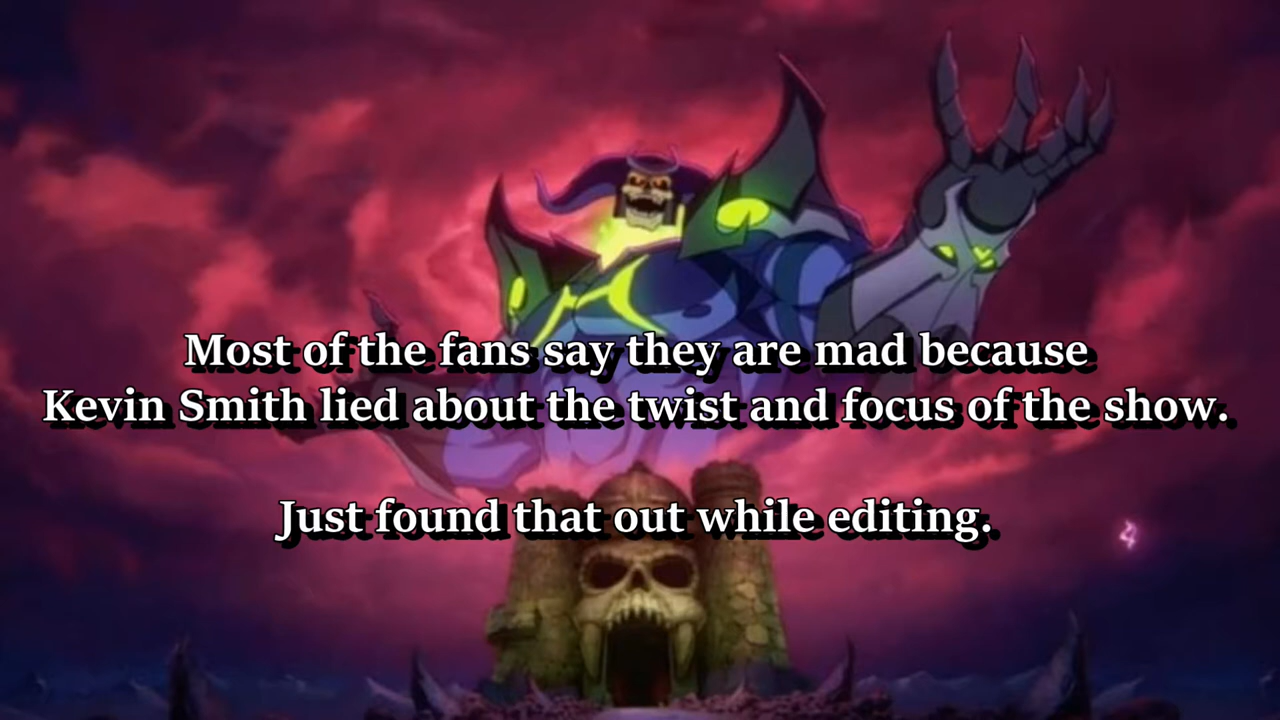 Most of the fans say they are mad because
Kevin Smith lied about the twist and focus of the show.
Just found that out while editing.